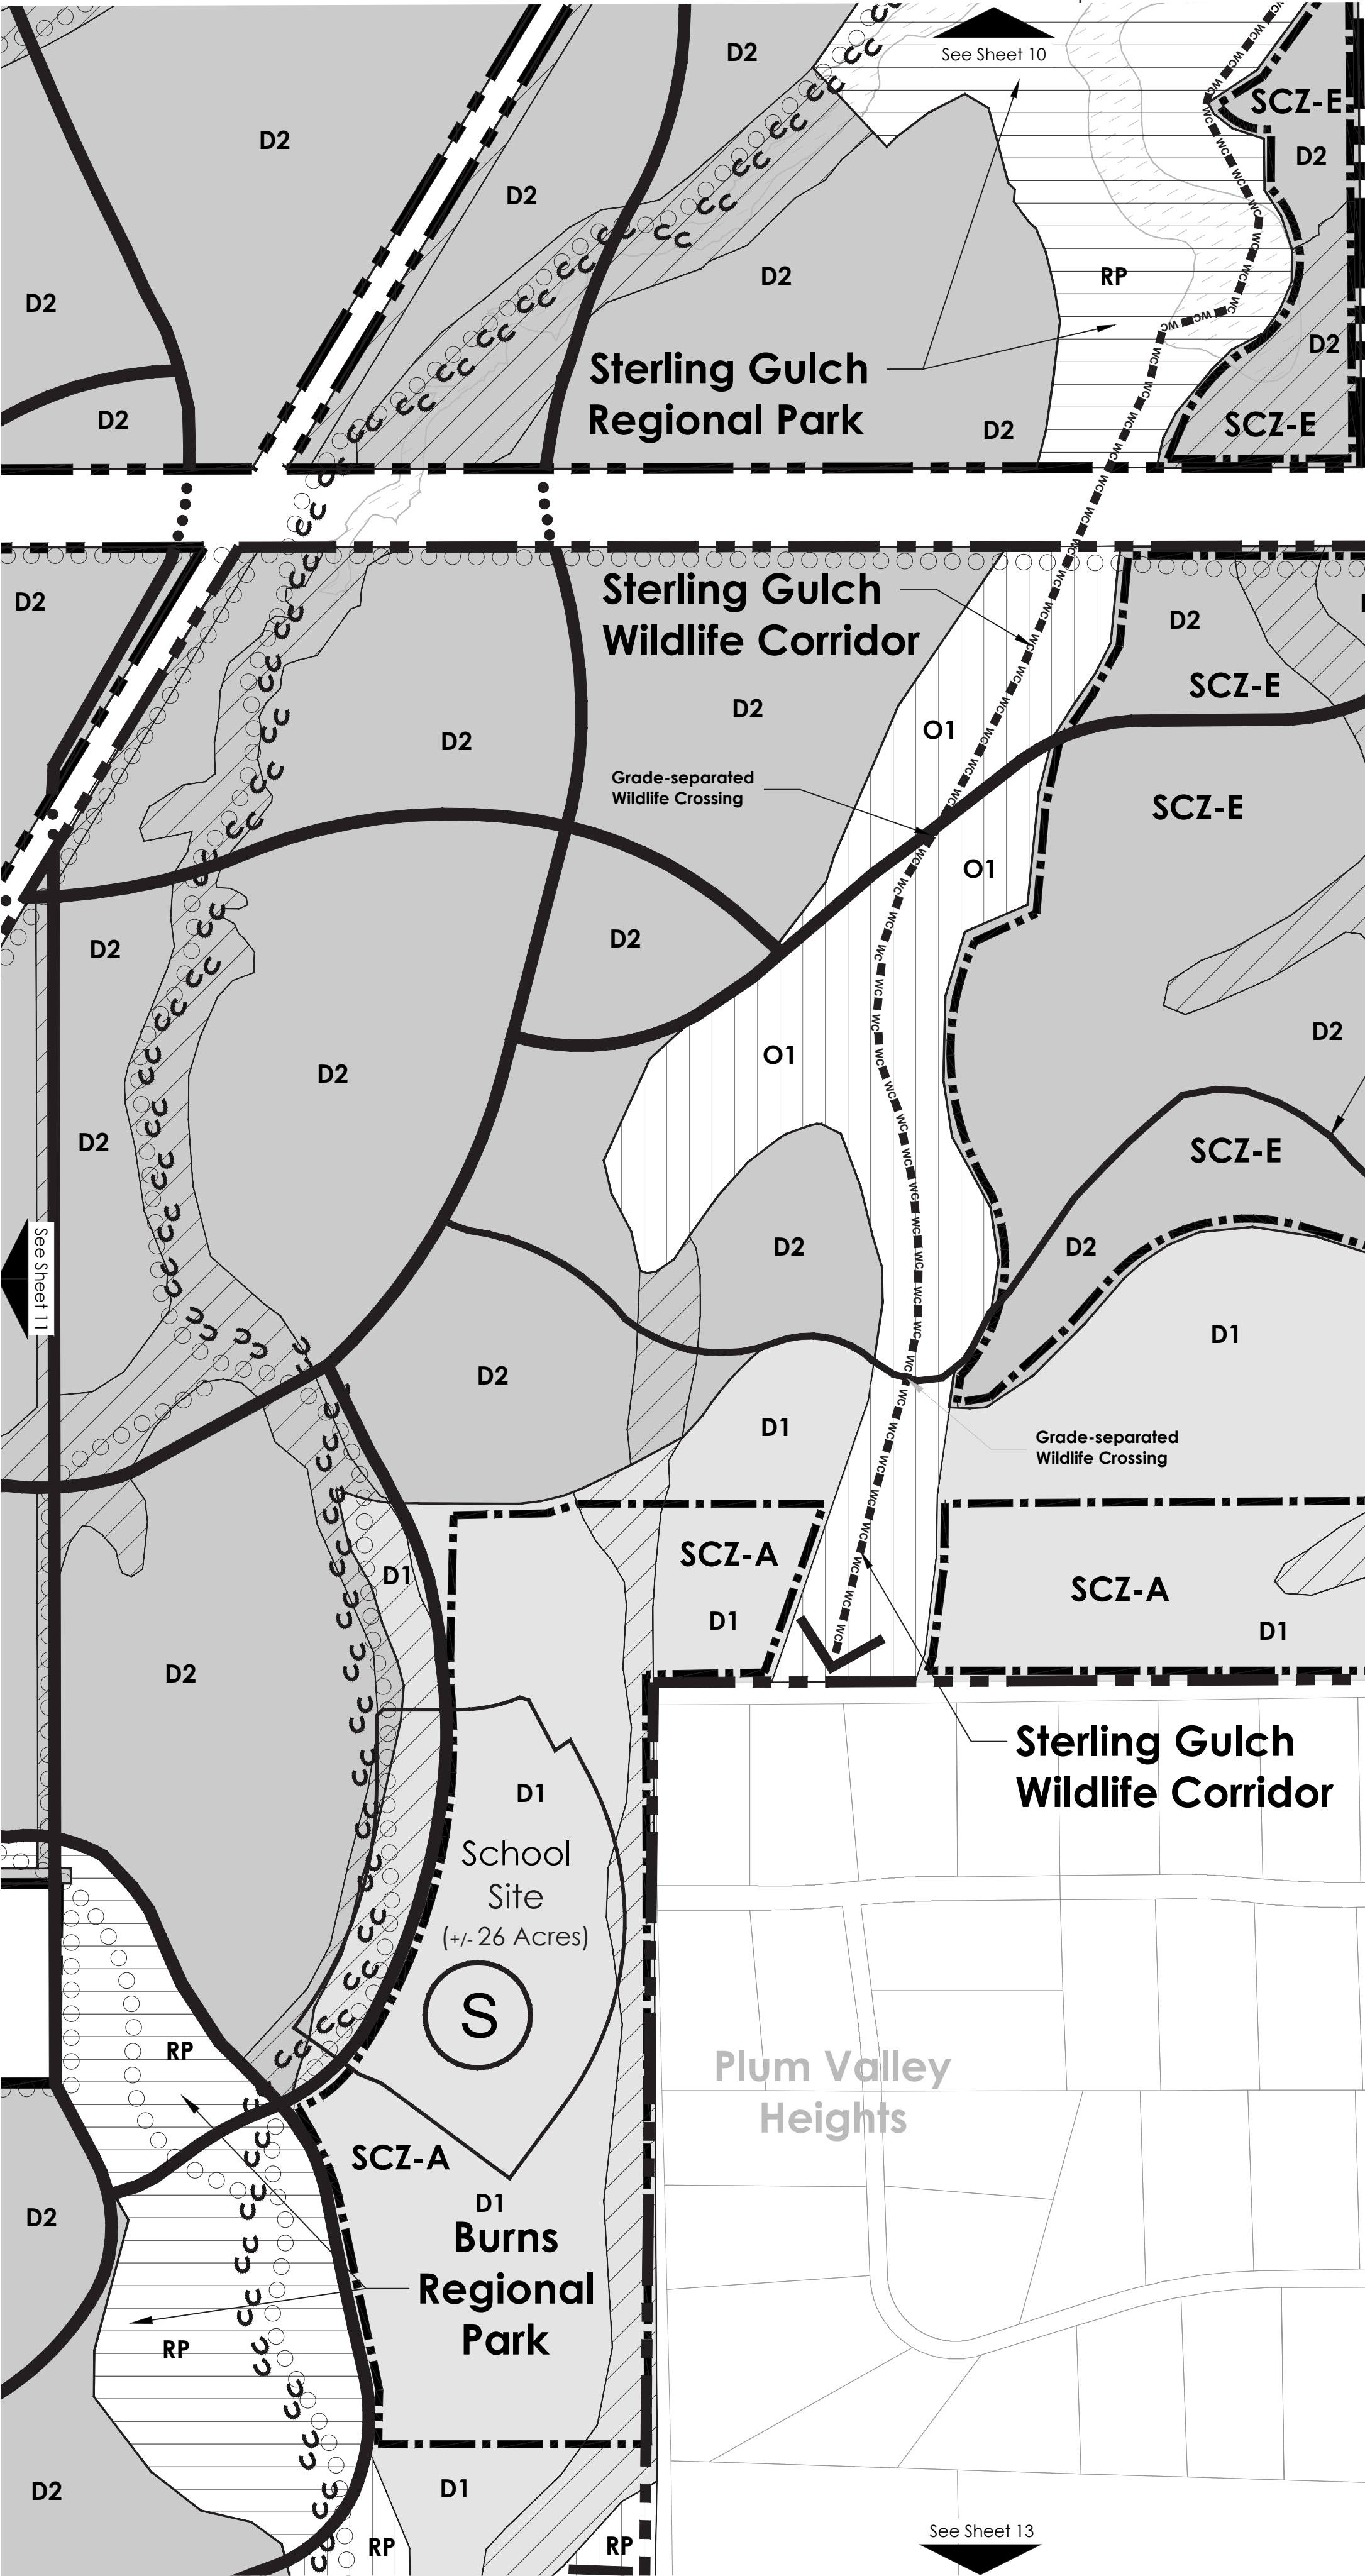 D2
See Sheet 10
SCZ-E
D2
D2
D2
D2
D2
RP
D2
Sterling Gulch
Regional Park
D2
D2
D2
SCZ-E
Sterling Gulch
Wildlife Corridor
D2
D2
SCZ-E
D2
O1
D2
Grade-separated
Wildlife Crossing
SCZ-E
O1
D2
D2
O1
D2
D2
D2
SCZ-E
See Sheet 11
D2
D2
D1
D2
D1
Grade-separated
Wildlife Crossing
SCZ-A
D1
SCZ-A
D1
D1
D2
Sterling Gulch
Wildlife Corridor
D1
School
Site
(+/- 26 Acres)
S
RP
Plum Valley
Heights
SCZ-A
D1
D2
Burns
Regional
Park
RP
D2
D1
See Sheet 13
RP
RP